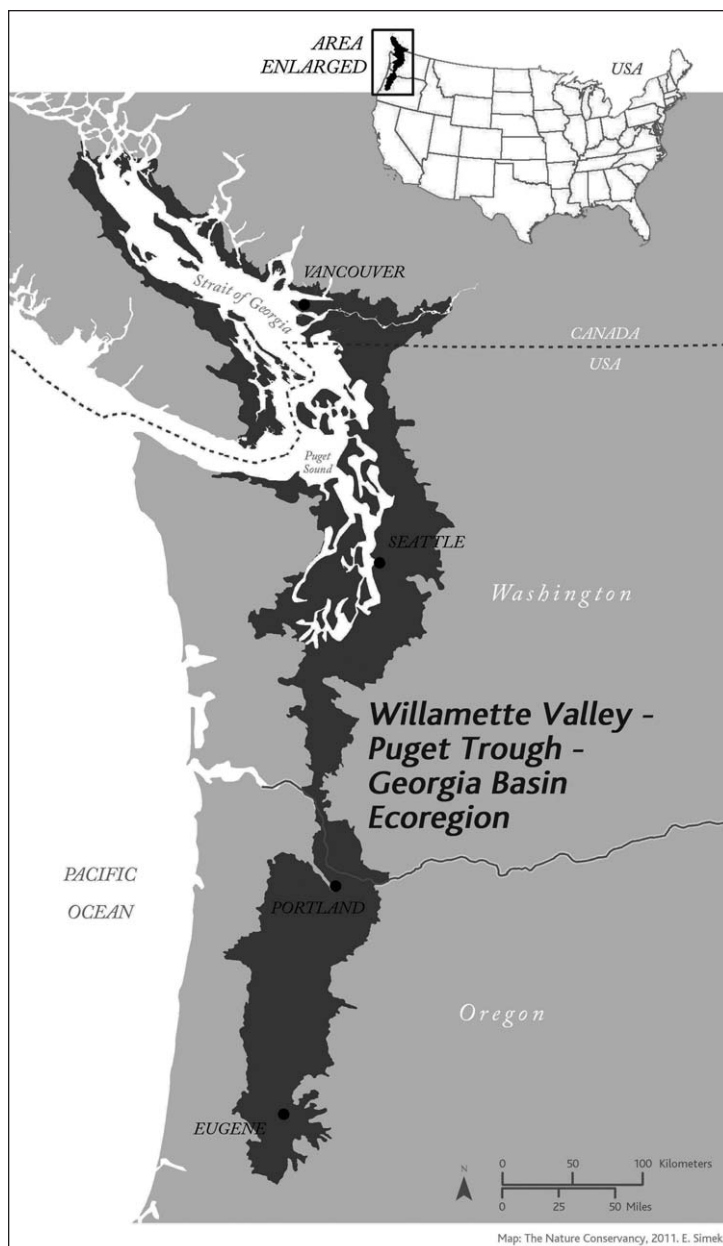 AREA
ENLARGED
USA
VANCOUVER
Strait of Georgia
CANADA
USA
Puget
Sound
SEATTLE
Washington
Willamette Valley -
Puget Trough -
Georgia Basin
Ecoregion
PACIFIC
OCEAN
PORTLAND
Oregon
EUGENE
N
0 50 100 Kilometers
0 25 50 Miles
Map: The Nature Conservancy, 2011. E. Simek